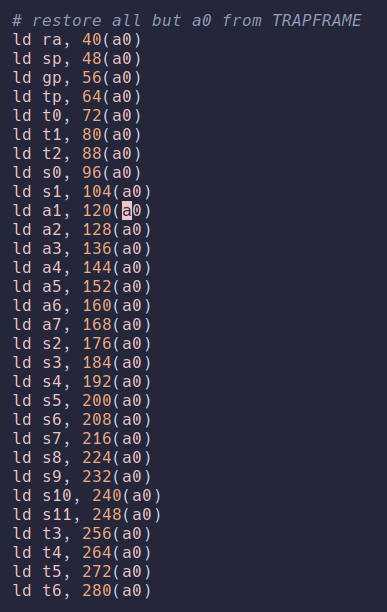 # restore all but a0 from TRAPFRAME
ld ra, 40(a0)
ld sp, 48(a0)
ld gp, 56(a0)
ld tp, 64(a0)
ld t0, 72(a0)
ld t1, 80(a0)
ld t2, 88(a0)
ld s0, 96(a0)
ld s1, 104(a0)
ld a1, 120(a0)
ld a2, 128(a0)
ld a3, 136(a0)
ld a4, 144(a0)
ld a5, 152(a0)
ld a6, 160(a0)
ld a7, 168(a0)
ld s2, 176(a0)
ld s3, 184(a0)
ld s4, 192(a0)
ld s5, 200(a0)
ld s6, 208(a0)
ld s7, 216(a0)
ld s8, 224(a0)
ld s9, 232(a0)
ld s10, 240(a0)
ld s11, 248(a0)
ld t3, 256(a0)
ld t4, 264(a0)
ld t5, 272(a0)
ld t6, 280(a0)